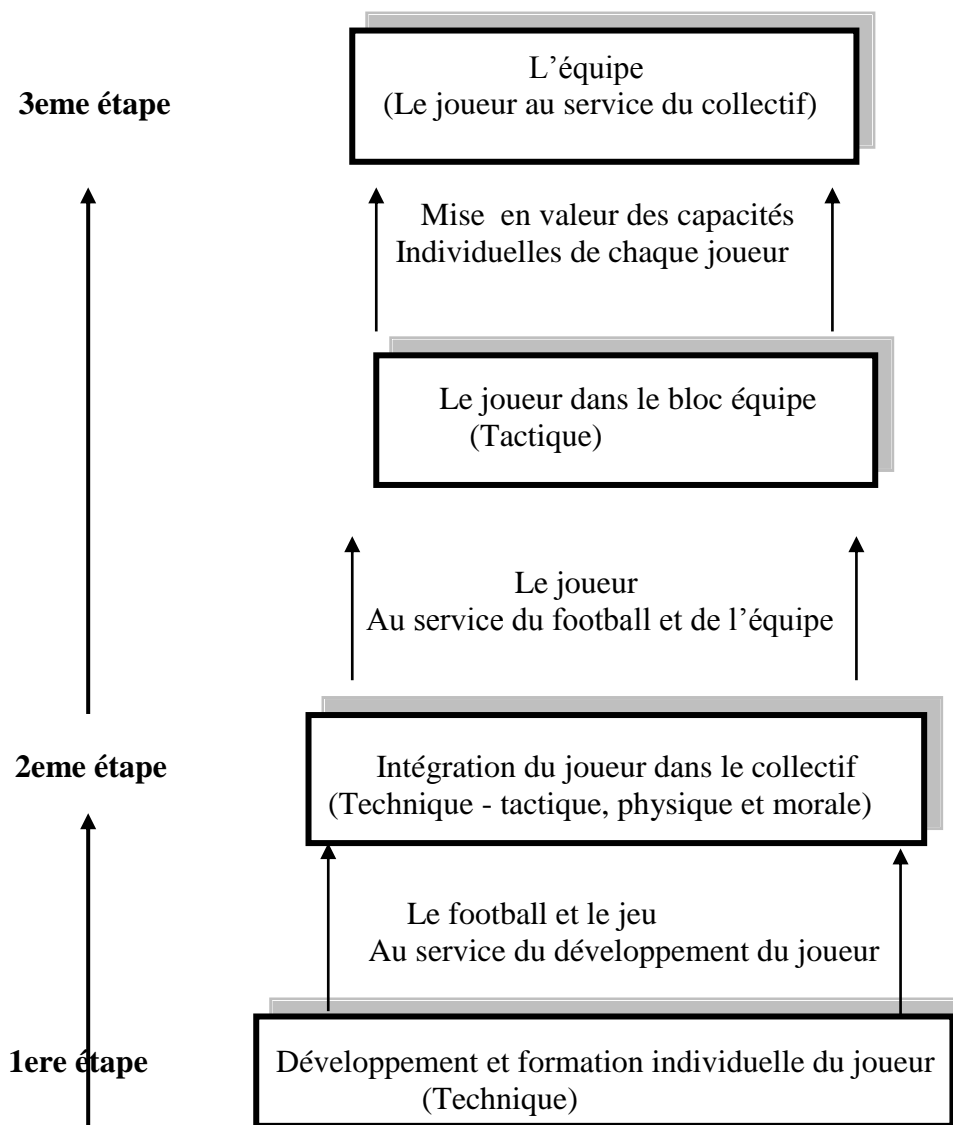 L’équipe
3eme étape
(Le joueur au service du collectif)
Mise en valeur des capacités
Individuelles de chaque joueur
Le joueur dans le bloc équipe
(Tactique)
Le joueur
Au service du football et de l’équipe
2eme étape
Intégration du joueur dans le collectif
(Technique - tactique, physique et morale)
Le football et le jeu
Au service du développement du joueur
1ere étape
Développement et formation individuelle du joueur
(Technique)